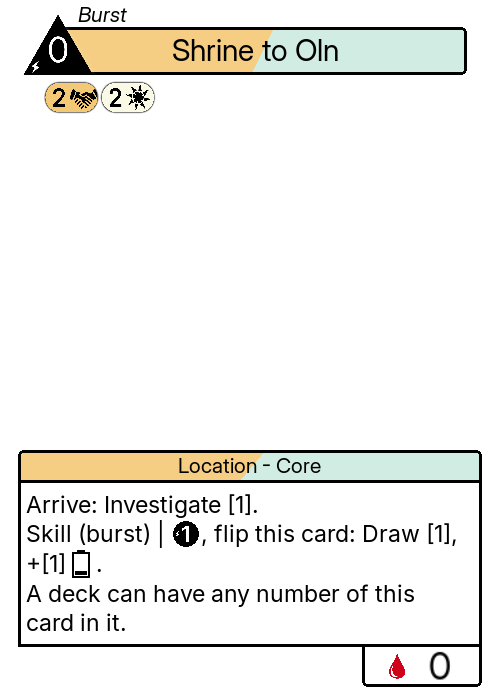 Burst
0
Shrine to Oln
2 2
Location - Core
Arrive: Investigate [1].
Skill (burst) | 1, flip this card: Draw [1],
+[1] .
A deck can have any number of this
card in it.
0